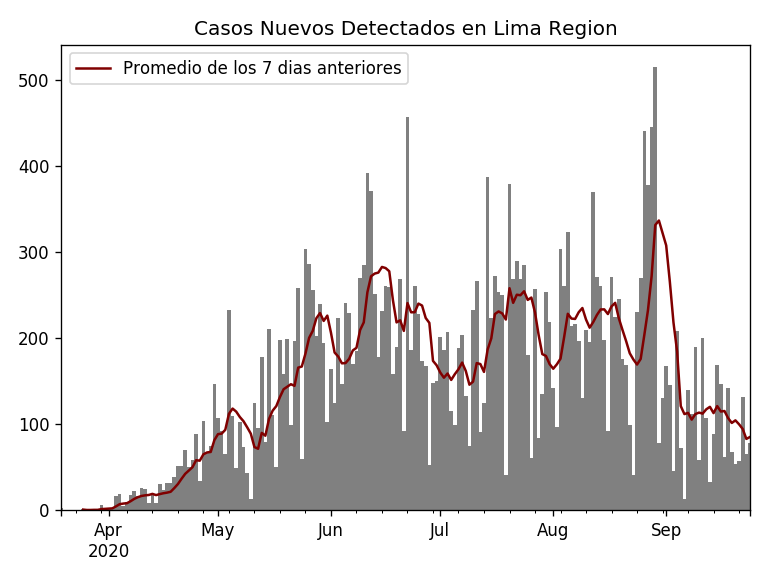 Casos Nuevos Detectados en Lima Region
Promedio de los 7 dias anteriores
500
400
300
200
100
0
Apr May Jun Jul Aug Sep
2020